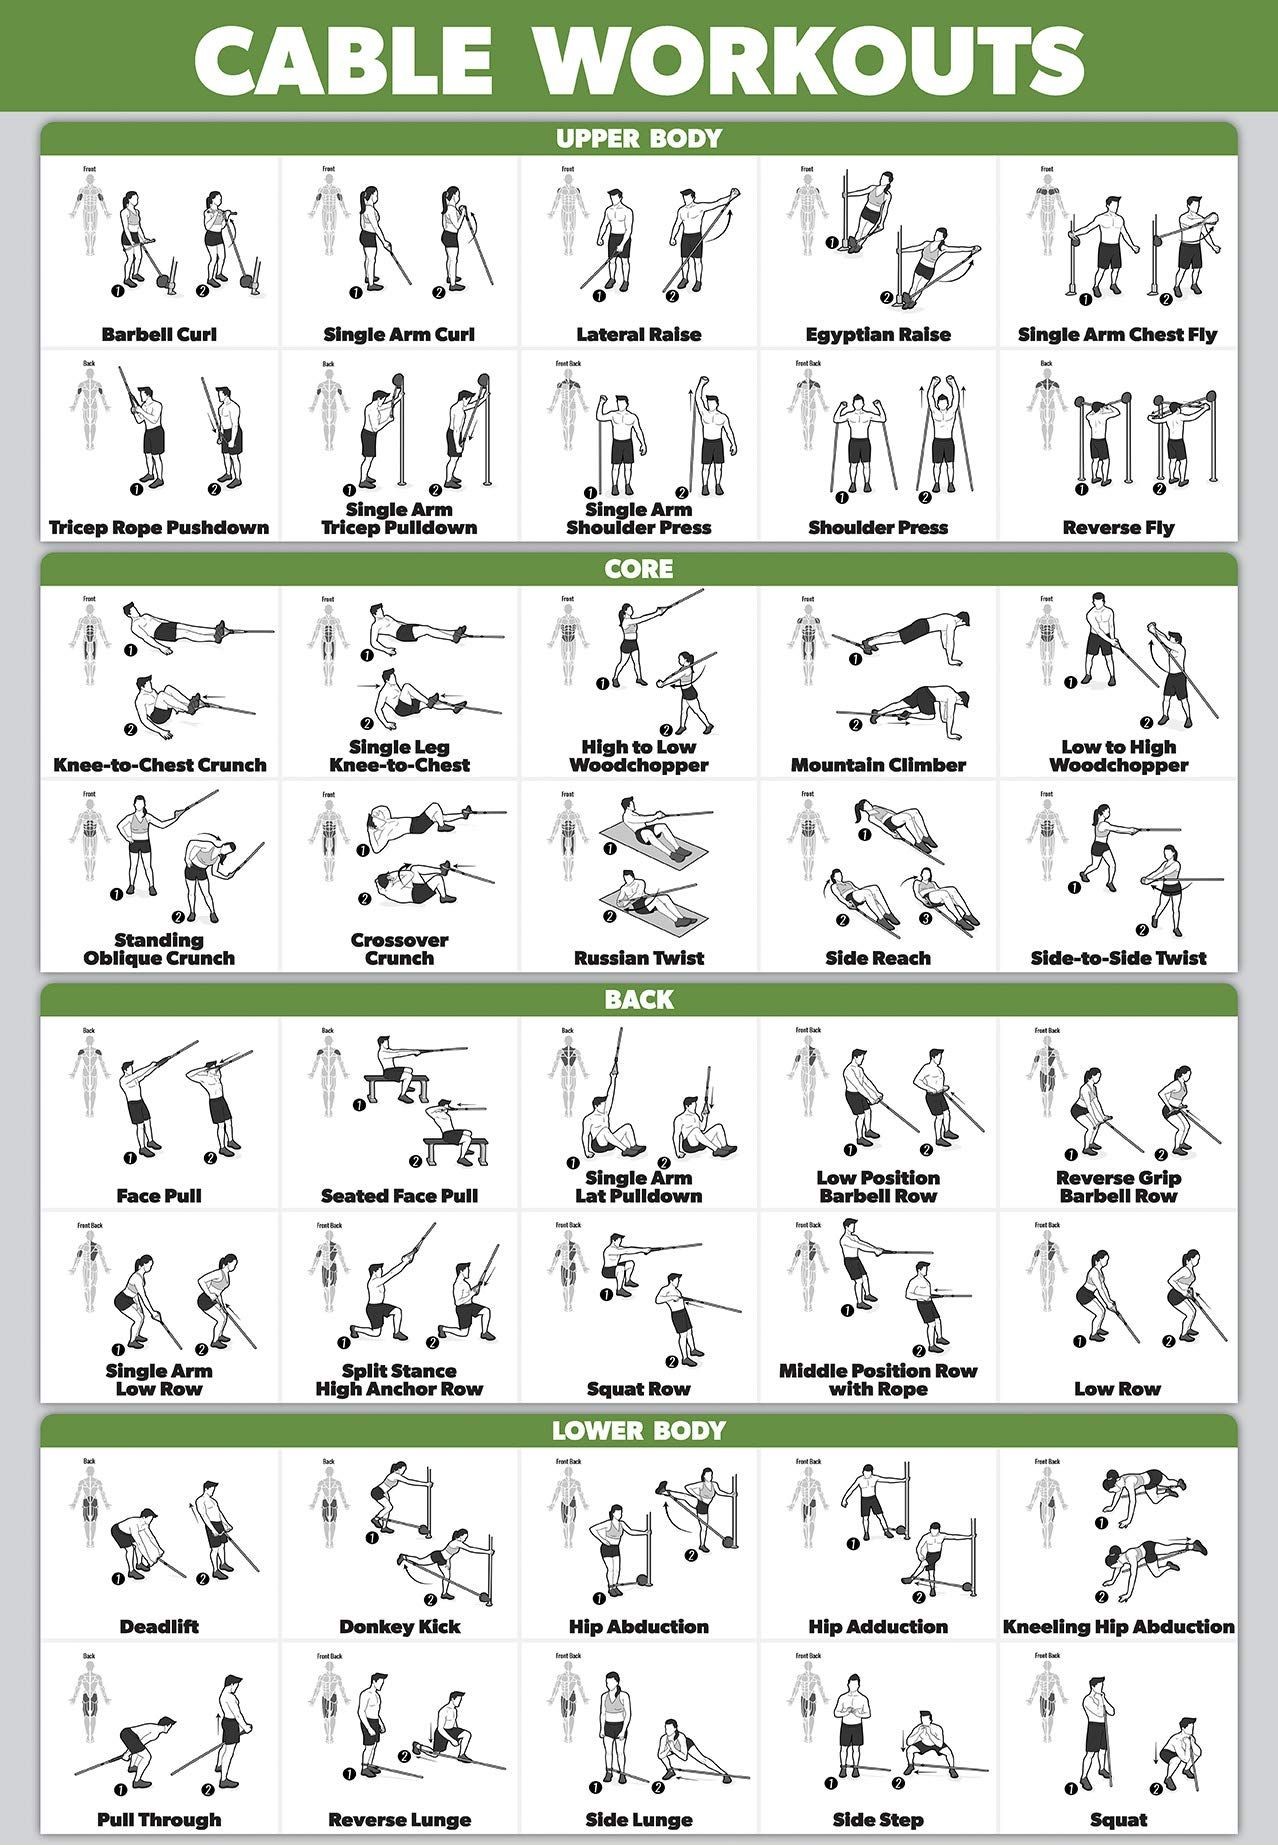 CABLE WORKOUTS
UPPER BODY
Front
1
2
Barbell Curl
Front
1
2
Single Arm Curl
Front Back
1
2
Lateral Raise
Front Back
1
2
Egyptian Raise
Front
1
2
Single Arm Chest Fly
Back
1
2
Tricep Rope Pushdown
Back
1
2
Single Arm
Tricep Pulldown
Front Back
1
2
Single Arm
Shoulder Press
Front Back
1
2
Shoulder Press
Back
1
2
Reverse Fly
CORE
Front
1
2
Knee-to-Chest Crunch
Front
1
2
Single Leg
Knee-to-Chest
Front
1
2
High to Low
Woodchopper
Front
1
2
Mountain Climber
Front
1
2
Low to High
Woodchopper
Front
1
2
Standing
Oblique Crunch
Front
1
2
Crossover
Crunch
Front
1
2
Russian Twist
Front
1
2
3
Side Reach
Front
1
2
Side-to-Side Twist
BACK
Back
1
2
Face Pull
Back
1
2
Seated Face Pull
Back
1
2
Single Arm
Lat Pulldown
Front Back
1
2
Low Position
Barbell Row
Front Back
1
2
Reverse Grip
Barbell Row
Front Back
1
2
Single Arm
Low Row
Front Back
1
2
Split Stance
High Anchor Row
Front Back
1
2
Squat Row
Front Back
1
2
Middle Position Row
with Rope
Front Back
1
2
Low Row
LOWER BODY
Back
1
2
Deadlift
Back
1
2
Donkey Kick
Front Back
1
2
Hip Abduction
Front Back
1
2
Hip Adduction
Front Back
1
2
Kneeling Hip Abduction
Back
1
2
Pull Through
Front Back
1
2
Reverse Lunge
Front Back
1
2
Side Lunge
Front Back
1
2
Side Step
Front Back
1
2
Squat